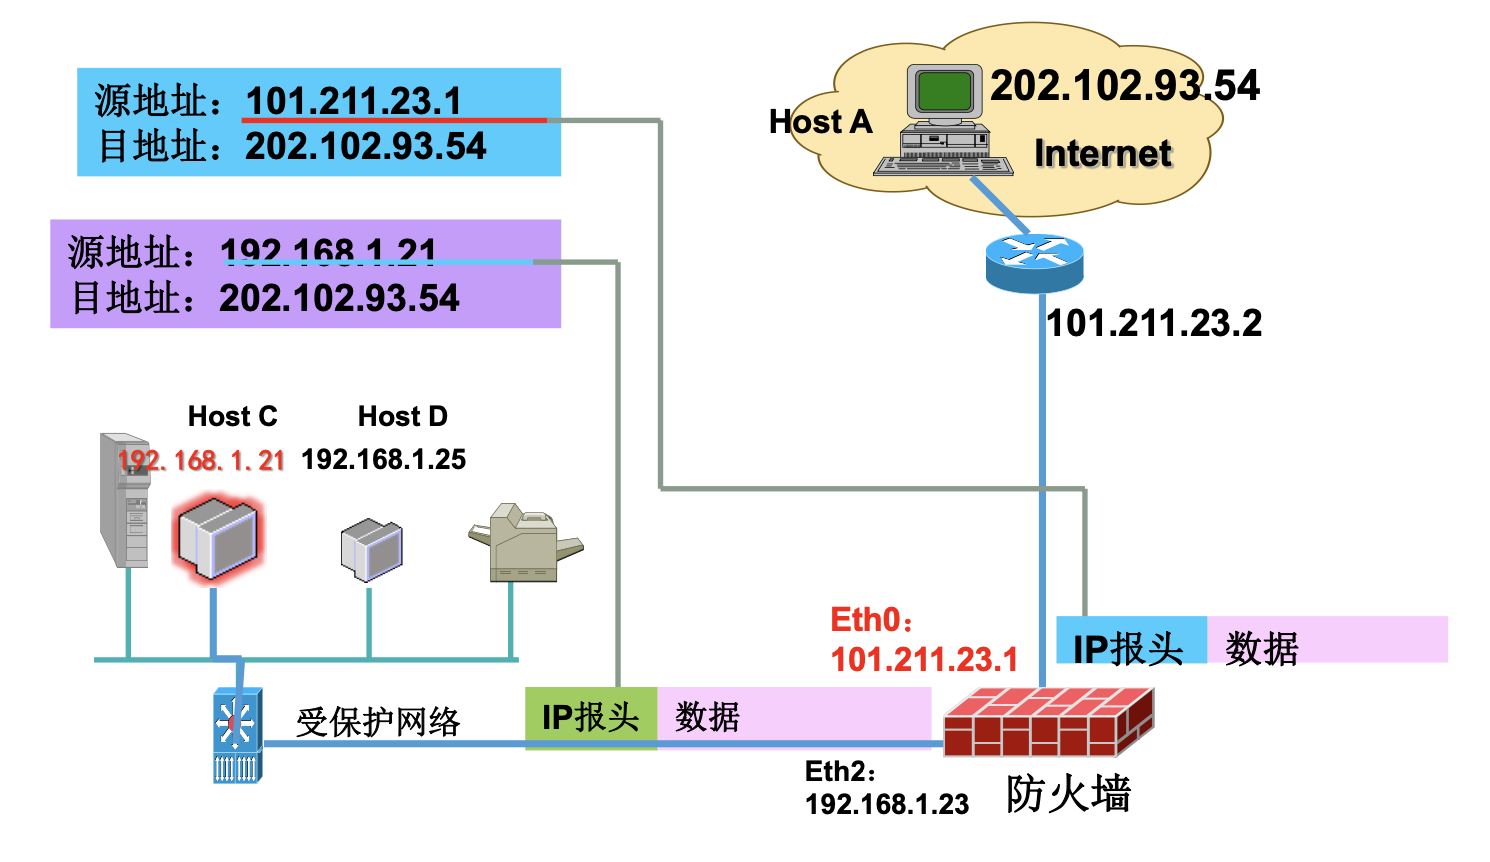 源地址：101.211.23.1
目地址：202.102.93.54
202.102.93.54
Host A
Internet
源地址：192.168.1.21
目地址：202.102.93.54
101.211.23.2
Host C
Host D
192.168.1.21
192.168.1.25
Eth0：
101.211.23.1
IP报头
数据
受保护网络
IP报头
数据
Eth2：
192.168.1.23
防火墙